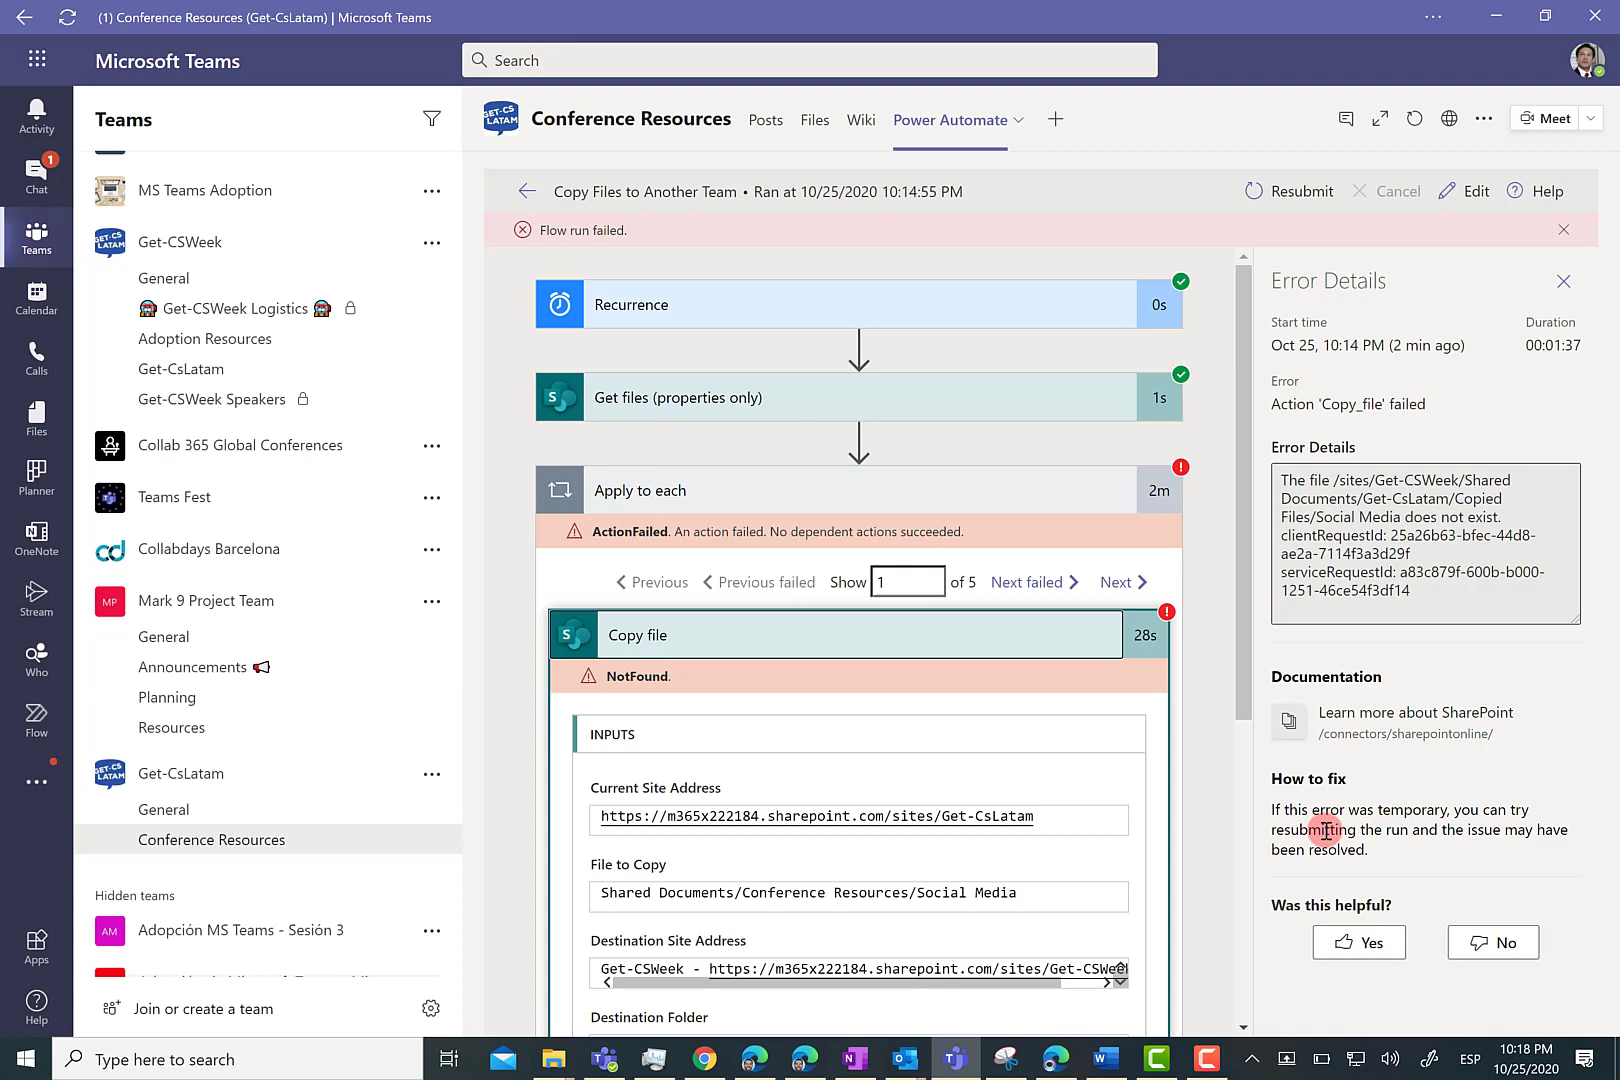 (1) Conference Resources (Get-CsLatam) | Microsoft Teams
Microsoft Teams
Search
Activity
Chat
1
Teams
Calendar
Calls
Files
Planner
OneNote
Stream
Who
Flow
Apps
Help
Teams
MS Teams Adoption
GET-CS
LATAM
Get-CSWeek
General
Get-CSWeek Logistics
Adoption Resources
Get-CsLatam
Get-CSWeek Speakers
Collab 365 Global Conferences
Teams Fest
Collabdays Barcelona
MP
Mark 9 Project Team
General
Announcements
Planning
Resources
GET-CS
LATAM
Get-CsLatam
General
Conference Resources
Hidden teams
AM
Adopción MS Teams - Sesión 3
Join or create a team
GET-CS
LATAM
Conference Resources
Posts
Files
Wiki
Power Automate
Meet
Copy Files to Another Team • Ran at 10/25/2020 10:14:55 PM
Resubmit
Cancel
Edit
Help
Flow run failed.
Recurrence
0s
Get files (properties only)
1s
Apply to each
2m
ActionFailed. An action failed. No dependent actions succeeded.
Previous
Previous failed
Show
1
of 5
Next failed
Next
Copy file
28s
NotFound.
INPUTS
Current Site Address
https://m365x222184.sharepoint.com/sites/Get-CsLatam
File to Copy
Shared Documents/Conference Resources/Social Media
Destination Site Address
Get-CSWeek - https://m365x222184.sharepoint.com/sites/Get-CSWeek
Destination Folder
Error Details
Start time
Duration
Oct 25, 10:14 PM (2 min ago)
00:01:37
Error
Action 'Copy_file' failed
Error Details
The file /sites/Get-CSWeek/Shared
Documents/Get-CsLatam/Copied
Files/Social Media does not exist.
clientRequestId: 25a26b63-bfec-44d8-
ae2a-7114f3a3d29f
serviceRequestId: a83c879f-600b-b000-
1251-46ce54f3df14
Documentation
Learn more about SharePoint
/connectors/sharepointonline/
How to fix
If this error was temporary, you can try
resubmitting the run and the issue may have
been resolved.
Was this helpful?
Yes
No
Type here to search
ESP
10:18 PM
10/25/2020